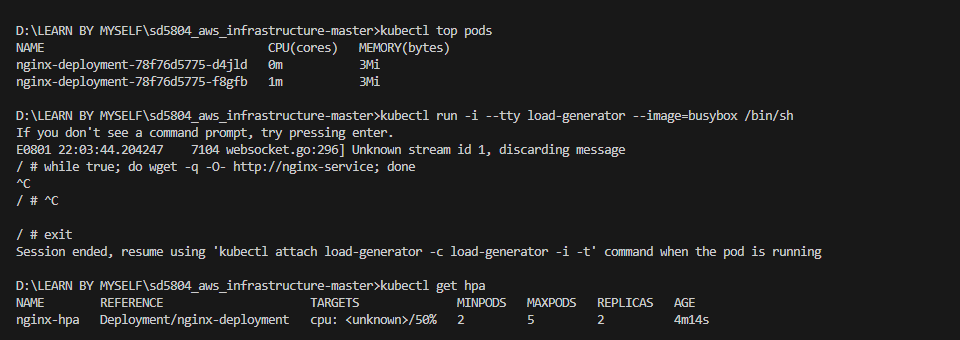 D:\LEARN BY MYSELF\sd5804_aws_infrastructure-master>kubectl top pods
NAME CPU(cores) MEMORY(bytes)
nginx-deployment-78f76d5775-d4jld 0m 3Mi
nginx-deployment-78f76d5775-f8gfb 1m 3Mi
D:\LEARN BY MYSELF\sd5804_aws_infrastructure-master>kubectl run -i --tty load-generator --image=busybox /bin/sh
If you don't see a command prompt, try pressing enter.
E0801 22:03:44.204247 7104 websocket.go:296] Unknown stream id 1, discarding message
/ # while true; do wget -q -O- http://nginx-service; done
^C
/ # ^C
/ # exit
Session ended, resume using 'kubectl attach load-generator -c load-generator -i -t' command when the pod is running
D:\LEARN BY MYSELF\sd5804_aws_infrastructure-master>kubectl get hpa
NAME REFERENCE TARGETS MINPODS MAXPODS REPLICAS AGE
nginx-hpa Deployment/nginx-deployment cpu: <unknown>/50% 2 5 2 4m14s